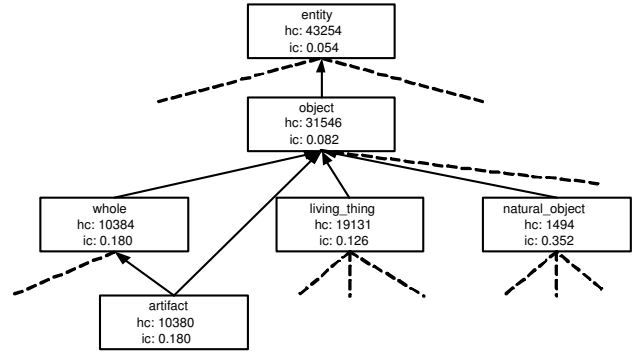 entity
hc: 43254
ic: 0.054
object
hc: 31546
ic: 0.082
whole
hc: 10384
ic: 0.180
living_thing
hc: 19131
ic: 0.126
natural_object
hc: 1494
ic: 0.352
artifact
hc: 10380
ic: 0.180